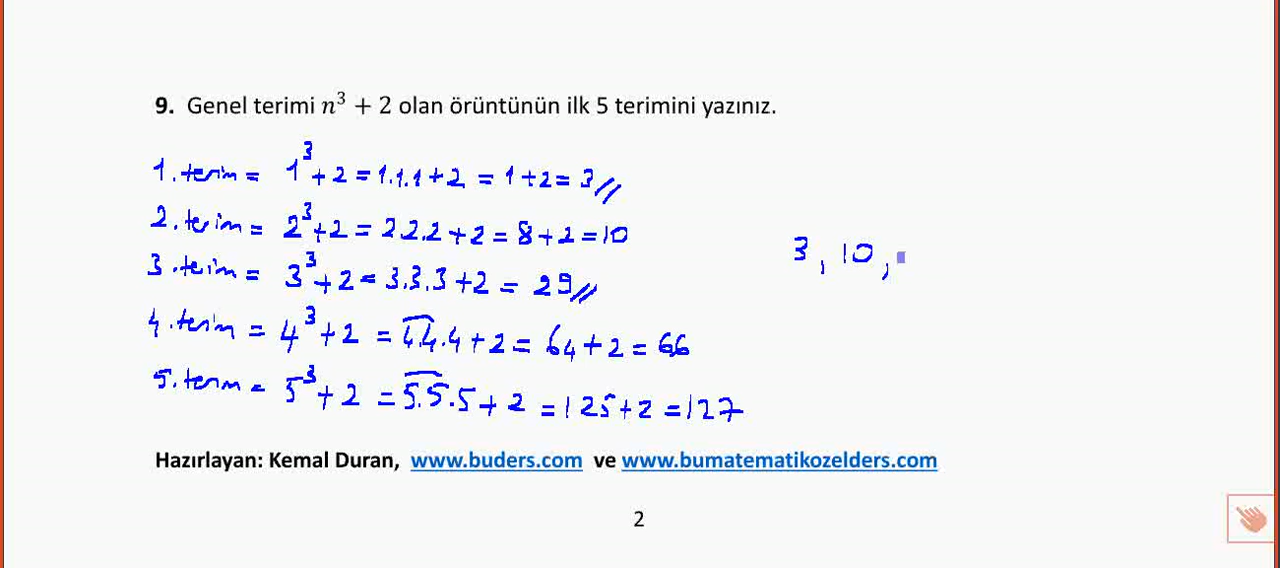 9. Genel terimi n³ + 2 olan örüntünün ilk 5 terimini yazınız.
1. terim = 1³ + 2 = 1.1.1 + 2 = 1 + 2 = 3 //
2. terim = 2³ + 2 = 2 2.2 + 2 = 8 + 2 = 10
3. teim = 3³ + 2 = 3.3.3 + 2 = 29 //
3, 10,
4. terim = 4³ + 2 = 4.4.4 + 2 = 64 + 2 = 66
5. terim = 5³ + 2 = 5.5.5 + 2 = 125 + 2 = 127
Hazırlayan: Kemal Duran, www.buders.com ve www.bumatematikozelders.com
2